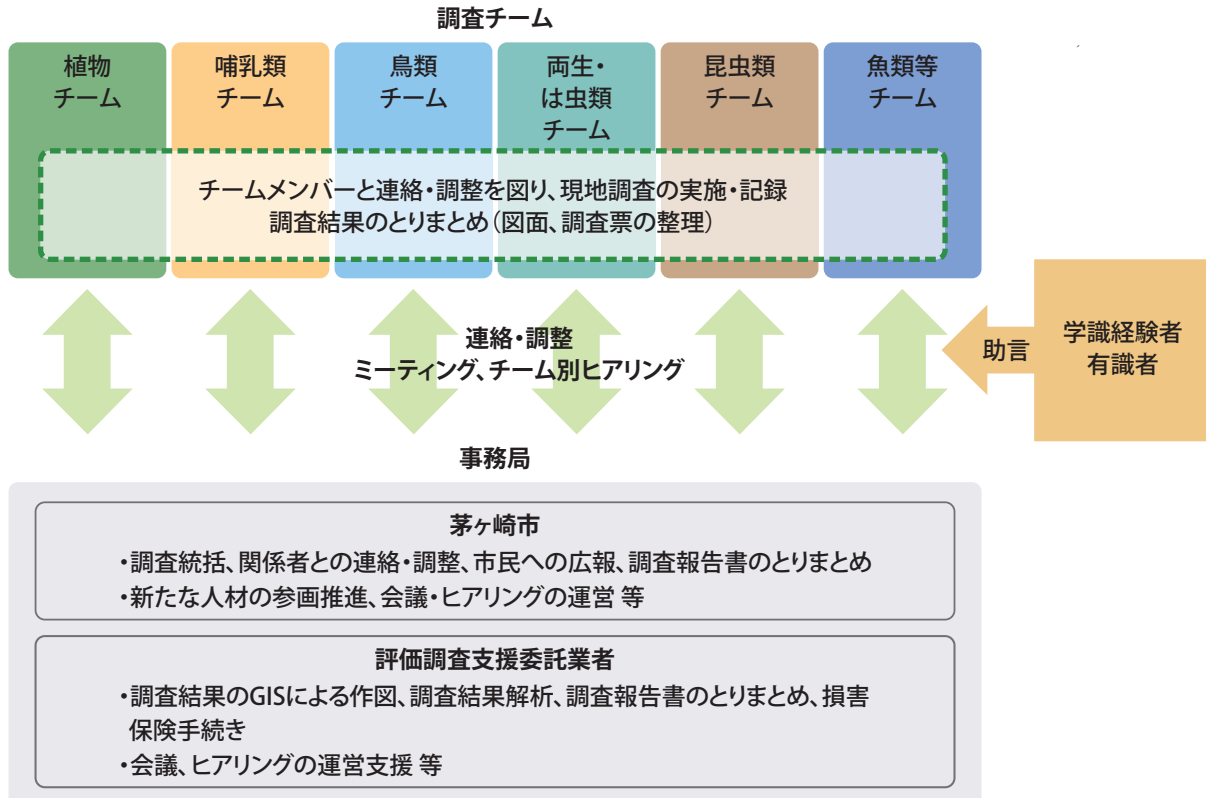 調査チーム
植物
チーム
哺乳類
チーム
鳥類
チーム
両生・
は虫類
チーム
昆虫類
チーム
魚類等
チーム
チームメンバーと連絡・調整を図り、現地調査の実施・記録
調査結果のとりまとめ（図面、調査票の整理）
連絡・調整
ミーティング、チーム別ヒアリング
助言
学識経験者
有識者
事務局
茅ヶ崎市
・調査統括、関係者との連絡・調整、市民への広報、調査報告書のとりまとめ
・新たな人材の参画推進、会議・ヒアリングの運営 等
評価調査支援委託業者
・調査結果のGISによる作図、調査結果解析、調査報告書のとりまとめ、損害
保険手続き
・会議、ヒアリングの運営支援 等